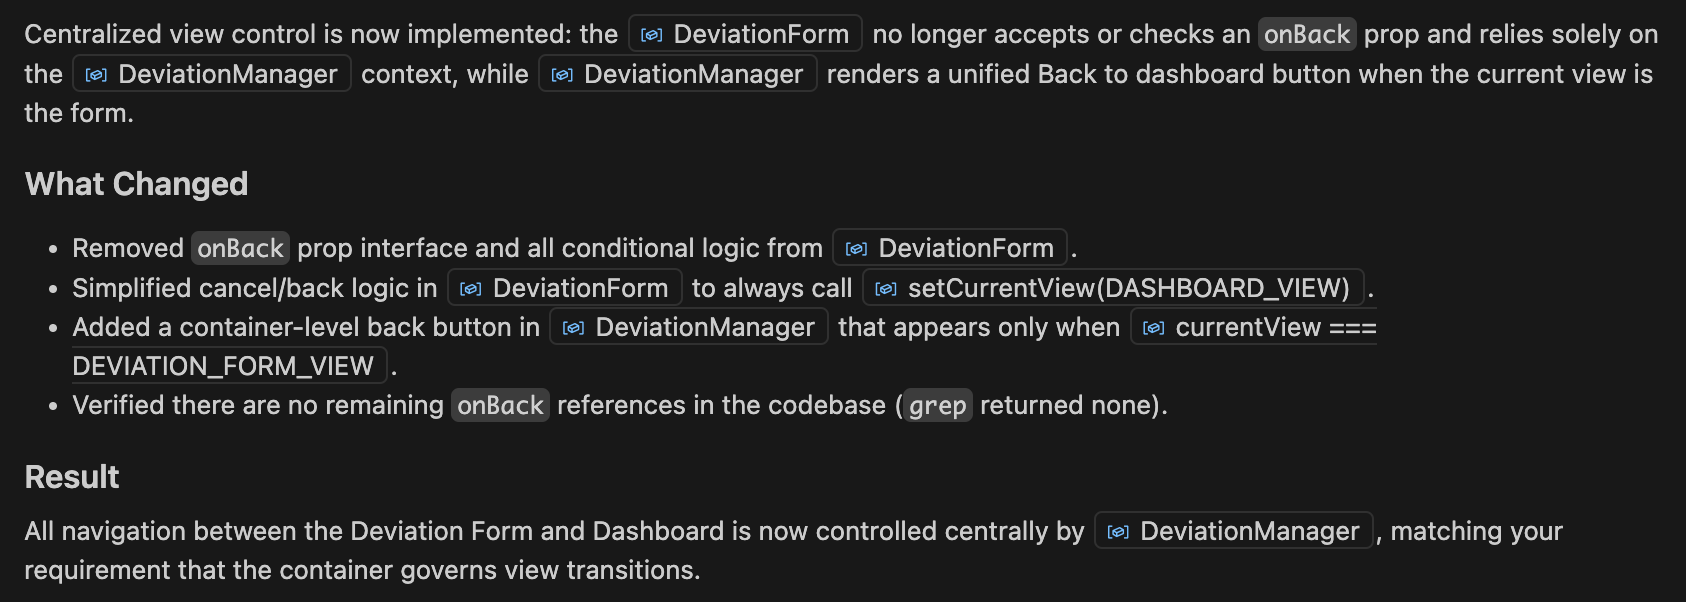 Centralized view control is now implemented: the DeviationForm no longer accepts or checks an onBack prop and relies solely on
the DeviationManager context, while DeviationManager renders a unified Back to dashboard button when the current view is
the form.
What Changed
• Removed onBack prop interface and all conditional logic from DeviationForm.
• Simplified cancel/back logic in DeviationForm to always call setCurrentView(DASHBOARD_VIEW).
• Added a container-level back button in DeviationManager that appears only when currentView ===
DEVIATION_FORM_VIEW.
• Verified there are no remaining onBack references in the codebase (grep returned none).
Result
All navigation between the Deviation Form and Dashboard is now controlled centrally by DeviationManager, matching your
requirement that the container governs view transitions.